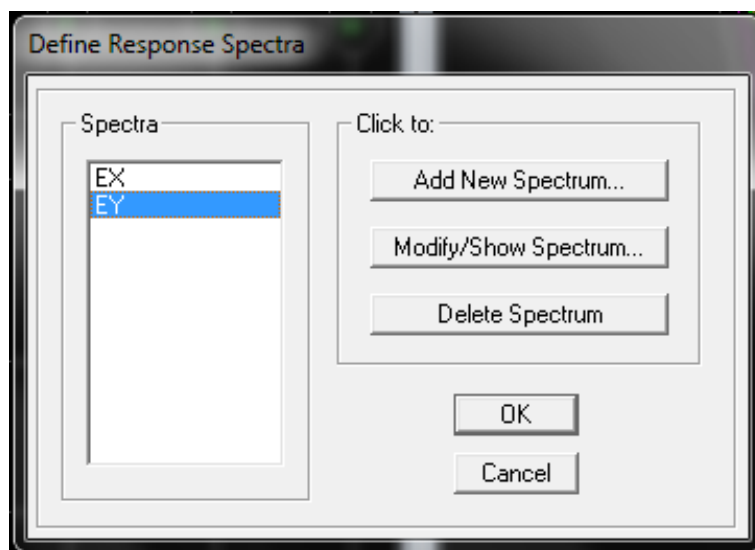 Define Response Spectra
Spectra
EX
EY
Click to:
Add New Spectrum...
Modify/Show Spectrum...
Delete Spectrum
OK
Cancel